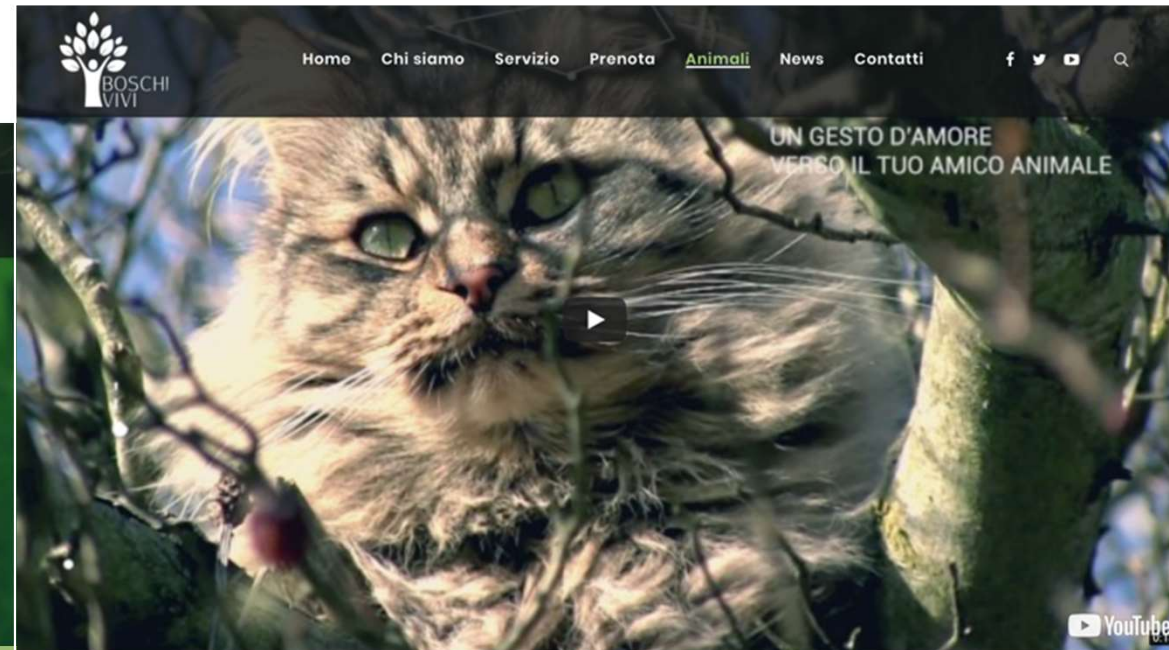 BOSCHI
VIVI
Home Chi siamo Servizio Prenota Animali News Contatti
UN GESTO D'AMORE
VERSO IL TUO AMICO ANIMALE
YouTube